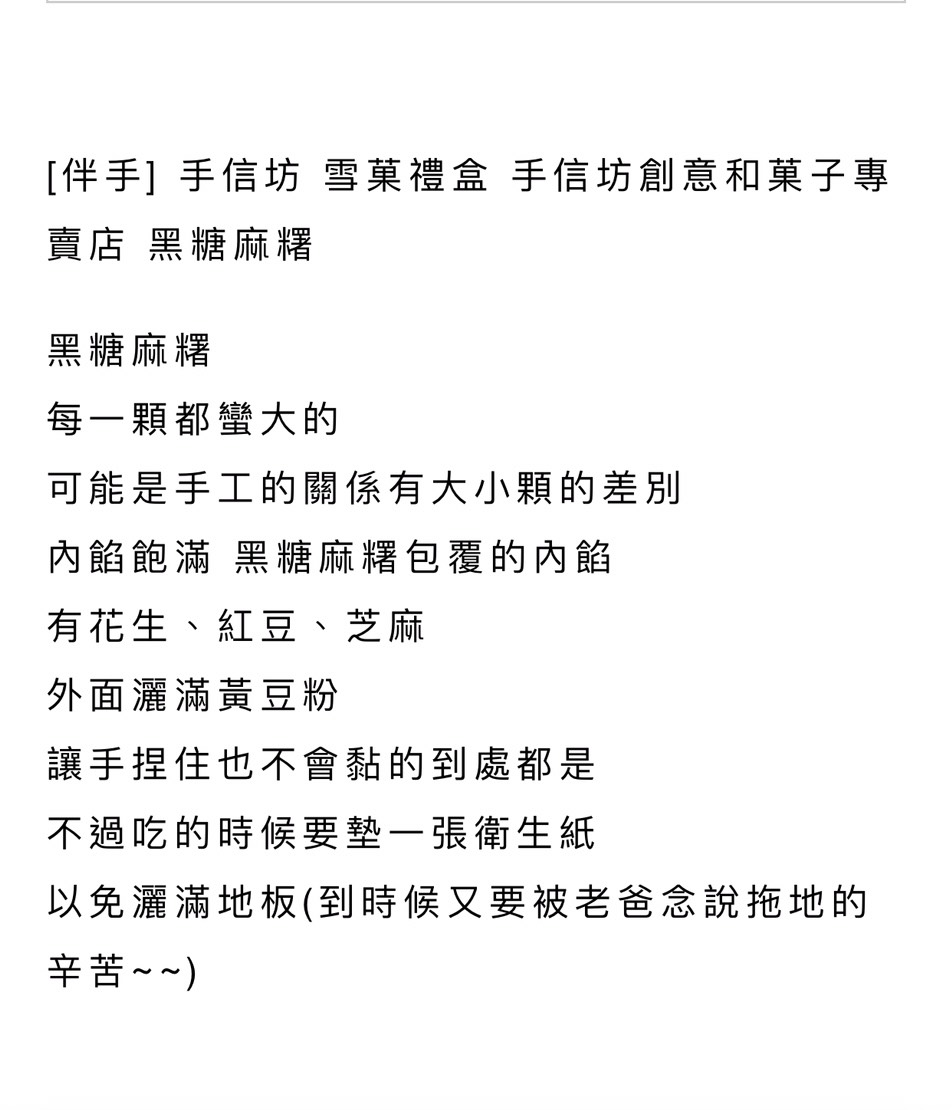 [伴手] 手信坊 雪菓禮盒 手信坊創意和菓子專
賣店 黑糖麻糬
黑糖麻糬
每一顆都蠻大的
可能是手工的關係有大小顆的差別
內餡飽滿 黑糖麻糬包覆的內餡
有花生、紅豆、芝麻
外面灑滿黃豆粉
讓手捏住也不會黏的到處都是
不過吃的時候要墊一張衛生紙
以免灑滿地板(到時候又要被老爸念說拖地的
辛苦~~)